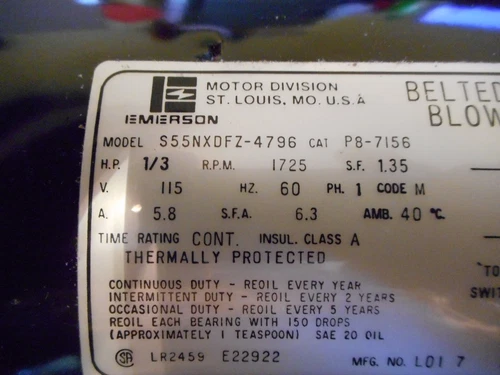 MOTOR DIVISION
ST. LOUIS, MO. U.S.A
EMERSON
BELTED
BLOW
MODEL S55NXDFZ-4796 CAT P8-7156
H.P. 1/3 R.P.M. 1725 S.F. 1.35
V. 115 HZ. 60 PH. 1 CODE M
A. 5.8 S.F.A. 6.3 AMB. 40 °C.
TIME RATING CONT. INSUL. CLASS A
THERMALLY PROTECTED
"TO
SWIT
CONTINUOUS DUTY - REOIL EVERY YEAR
INTERMITTENT DUTY - REOIL EVERY 2 YEARS
OCCASIONAL DUTY - REOIL EVERY 5 YEARS
REOIL EACH BEARING WITH 150 DROPS
(APPROXIMATELY 1 TEASPOON) SAE 20 OIL
SA LR2459 E22922 MFG. NO. L01 7